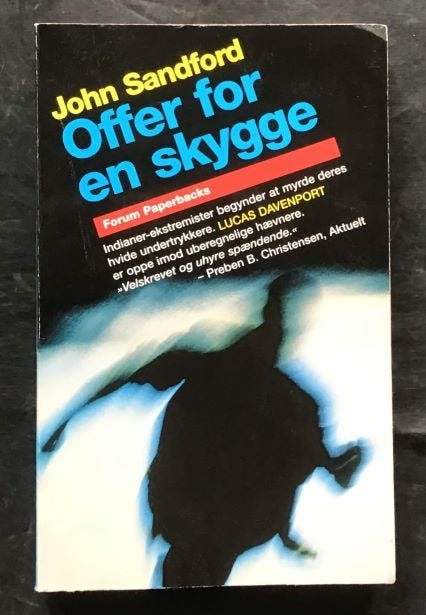 John Sandford
Offer for
en skygge
Forum Paperbacks
Indianer-ekstremister begynder at myrde deres
hvide undertrykkere. LUCAS DAVENPORT
er oppe imod uberegnelige hævnere.
»Velskrevet og uhyre spændende.«
– Preben B. Christensen, Aktuelt